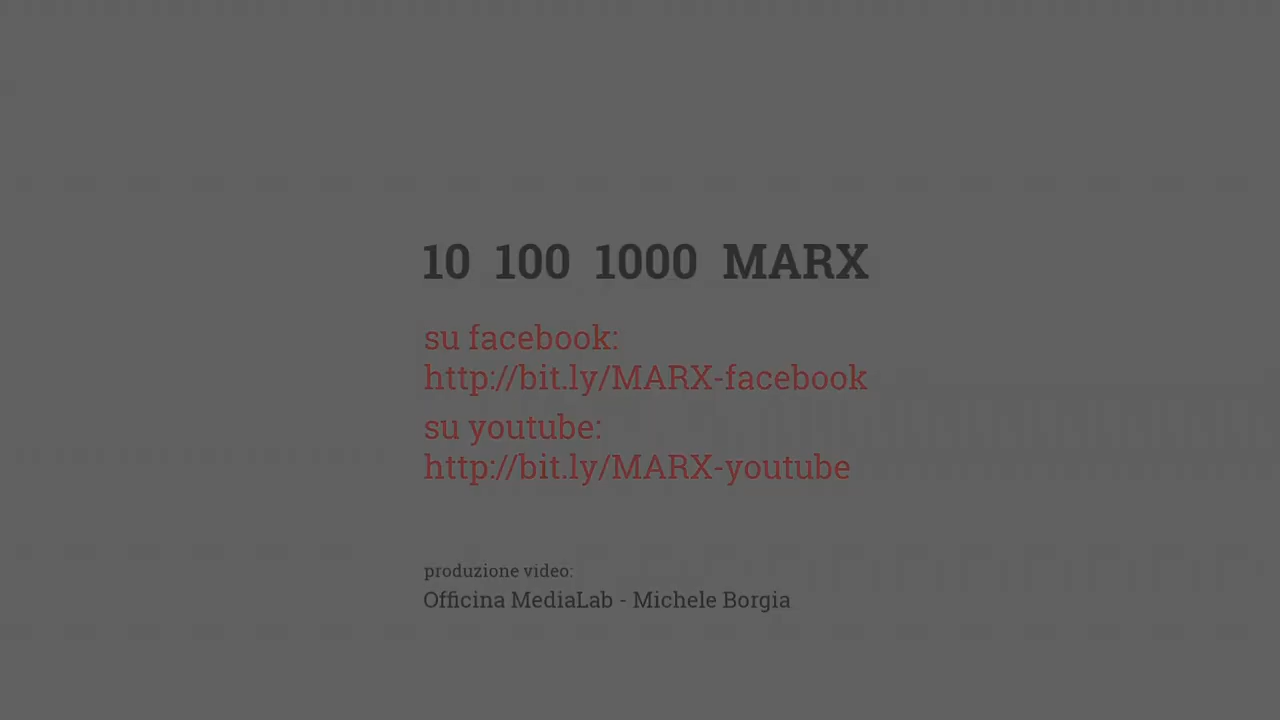 10 100 1000 MARX
su facebook:
http://bit.ly/MARX-facebook
su youtube:
http://bit.ly/MARX-youtube
produzione video:
Officina MediaLab - Michele Borgia